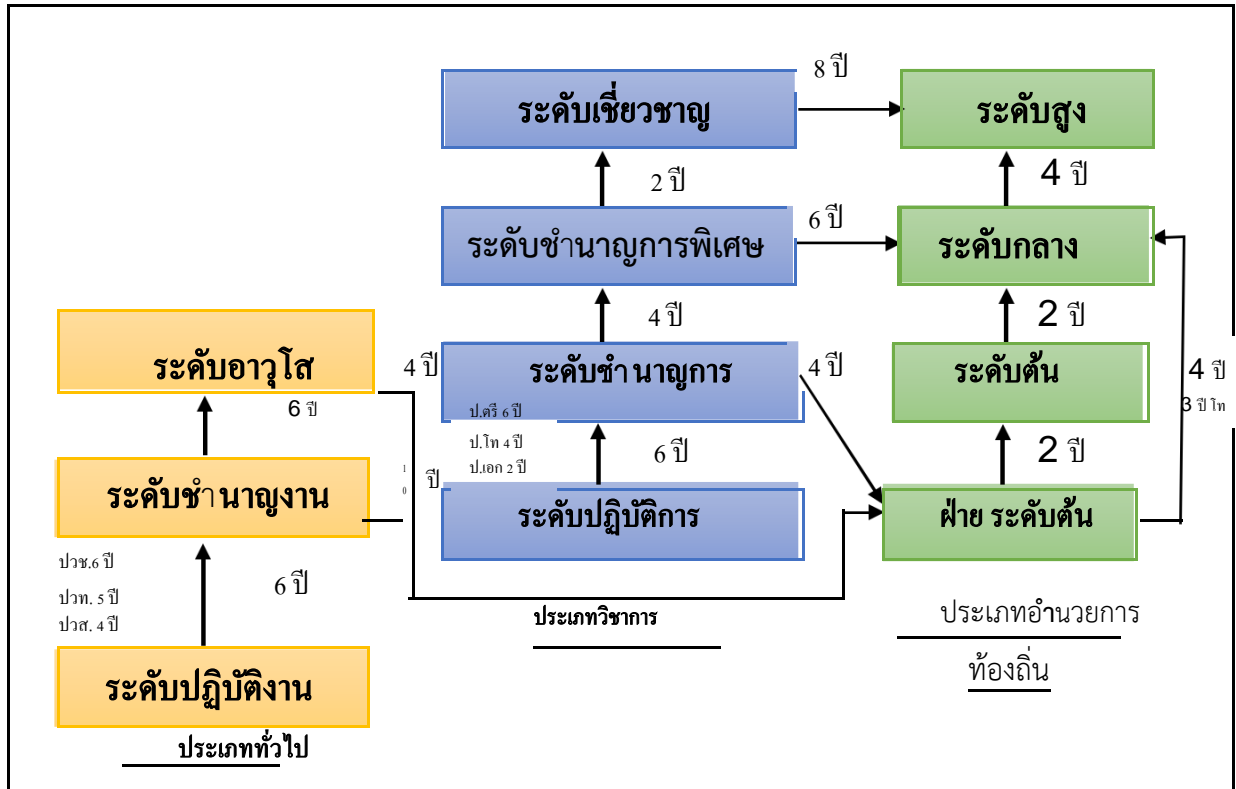 8 ปี
ระดับเชี่ยวชาญ
ระดับสูง
2 ปี
4 ปี
ระดับชำนาญการพิเศษ
6 ปี
ระดับกลาง
4 ปี
2 ปี
ระดับอาวุโส
4 ปี
ระดับชำนาญการ
4 ปี
ระดับต้น
4 ปี
3 ปี โท
6 ปี
ป.ตรี 6 ปี
ป.โท 4 ปี
ป.เอก 2 ปี
6 ปี
2 ปี
ระดับชำนาญงาน
1
0
ปี
ระดับปฏิบัติการ
ฝ่าย ระดับต้น
ปวช.6 ปี
ปวท. 5 ปี
ปวส. 4 ปี
6 ปี
ประเภทวิชาการ
ประเภทอำนวยการ
ท้องถิ่น
ระดับปฏิบัติงาน
ประเภททั่วไป